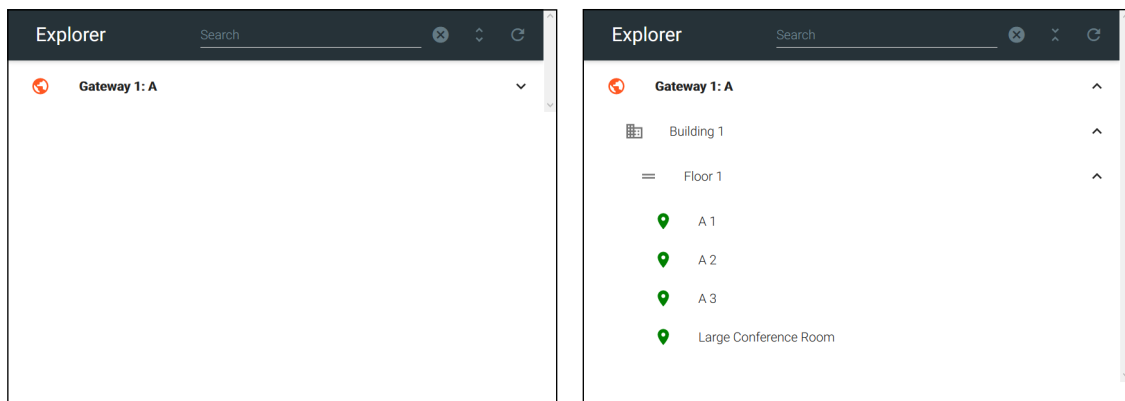 Explorer
Search
Gateway 1: A
Explorer
Search
Gateway 1: A
Building 1
Floor 1
A 1
A 2
A 3
Large Conference Room